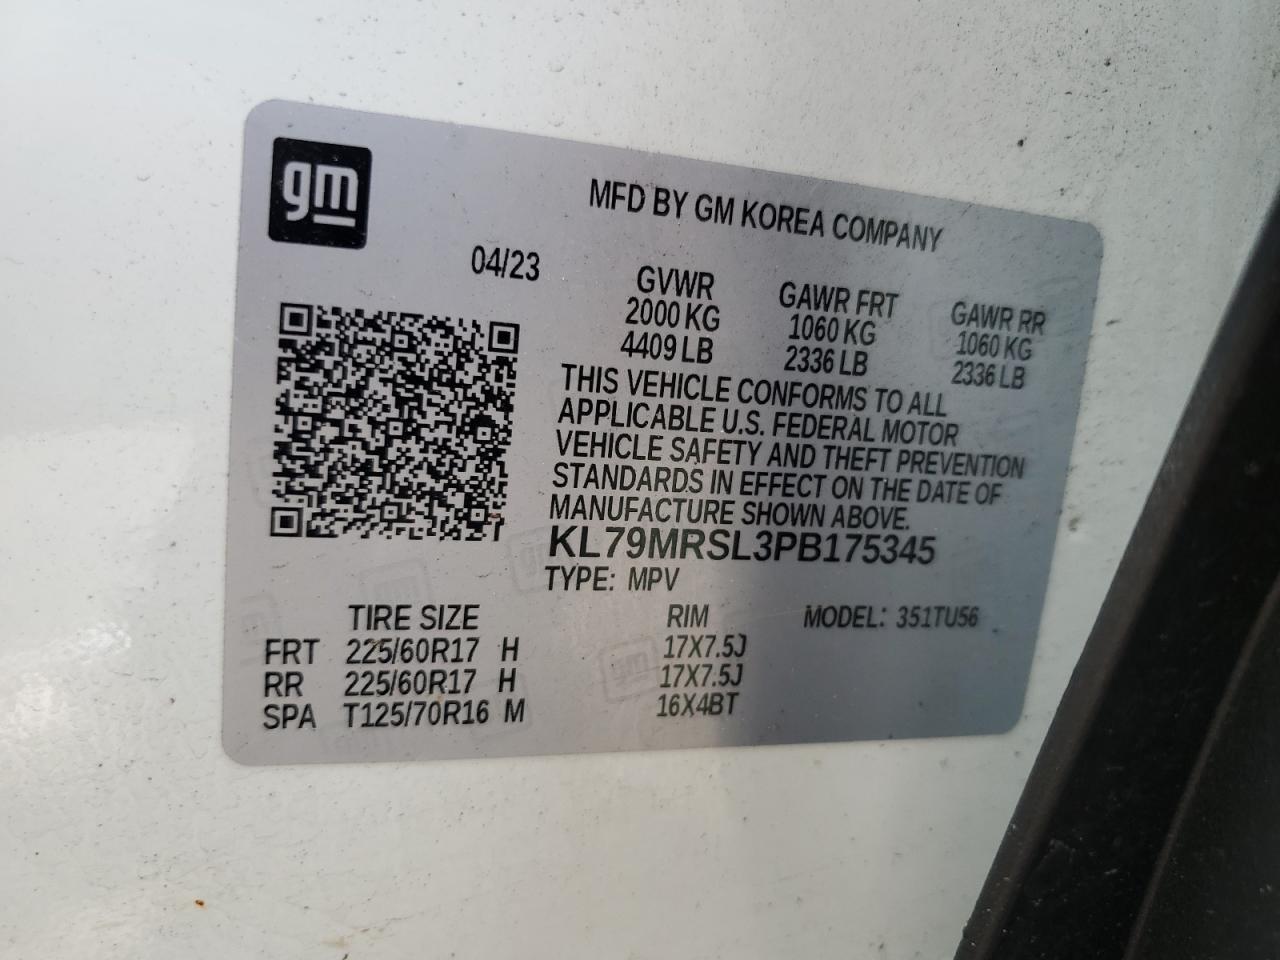 gm
MFD BY GM KOREA COMPANY
04/23
GVWR GAWR FRT GAWR RR
2000 KG 1060 KG 1060 KG
4409 LB 2336 LB 2336 LB
THIS VEHICLE CONFORMS TO ALL
APPLICABLE U.S. FEDERAL MOTOR
VEHICLE SAFETY AND THEFT PREVENTION
STANDARDS IN EFFECT ON THE DATE OF
MANUFACTURE SHOWN ABOVE.
KL79MRSL3PB175345
TYPE: MPV
TIRE SIZE RIM MODEL: 351TU56
FRT 225/60R17 H 17X7.5J
RR 225/60R17 H 17X7.5J
SPA T125/70R16 M 16X4BT